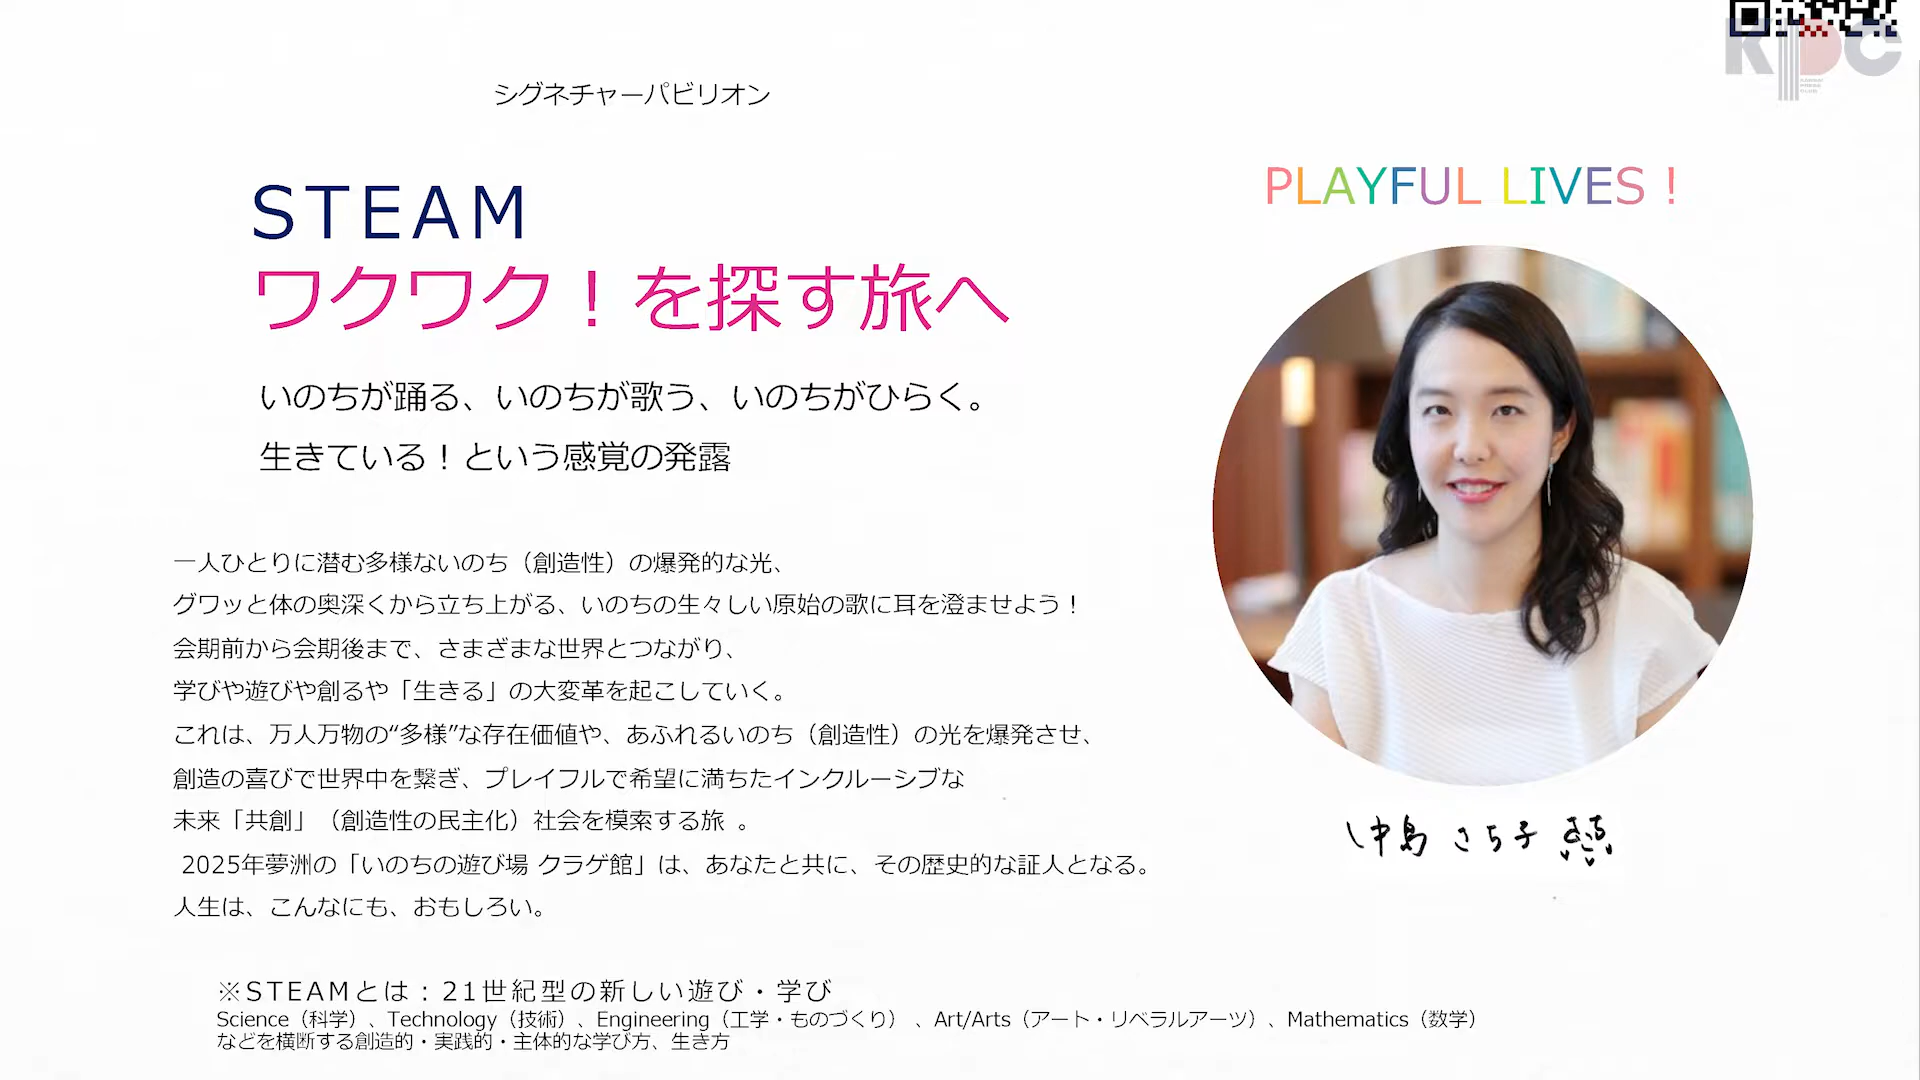 シグネチャーパビリオン
STEAM
ワクワク！を探す旅へ
いのちが踊る、いのちが歌う、いのちがひらく。
生きている！という感覚の発露
一人ひとりに潜む多様ないのち（創造性）の爆発的な光、
グワッと体の奥深くから立ち上がる、いのちの生々しい原始の歌に耳を澄ませよう！
会期前から会期後まで、さまざまな世界とつながり、
学びや遊びや創るや「生きる」の大変革を起こしていく。
これは、万人万物の“多様”な存在価値や、あふれるいのち（創造性）の光を爆発させ、
創造の喜びで世界中を繋ぎ、プレイフルで希望に満ちたインクルーシブな
未来「共創」（創造性の民主化）社会を模索する旅 。
2025年夢洲の「いのちの遊び場 クラゲ館」は、あなたと共に、その歴史的な証人となる。
人生は、こんなにも、おもしろい。
※STEAMとは：21世紀型の新しい遊び・学び
Science（科学）、Technology（技術）、Engineering（工学・ものづくり） 、Art/Arts（アート・リベラルアーツ）、Mathematics（数学）
などを横断する創造的・実践的・主体的な学び方、生き方
PLAYFUL LIVES！
中島さち子
KPC
KANSAI
PRESS
CLUB